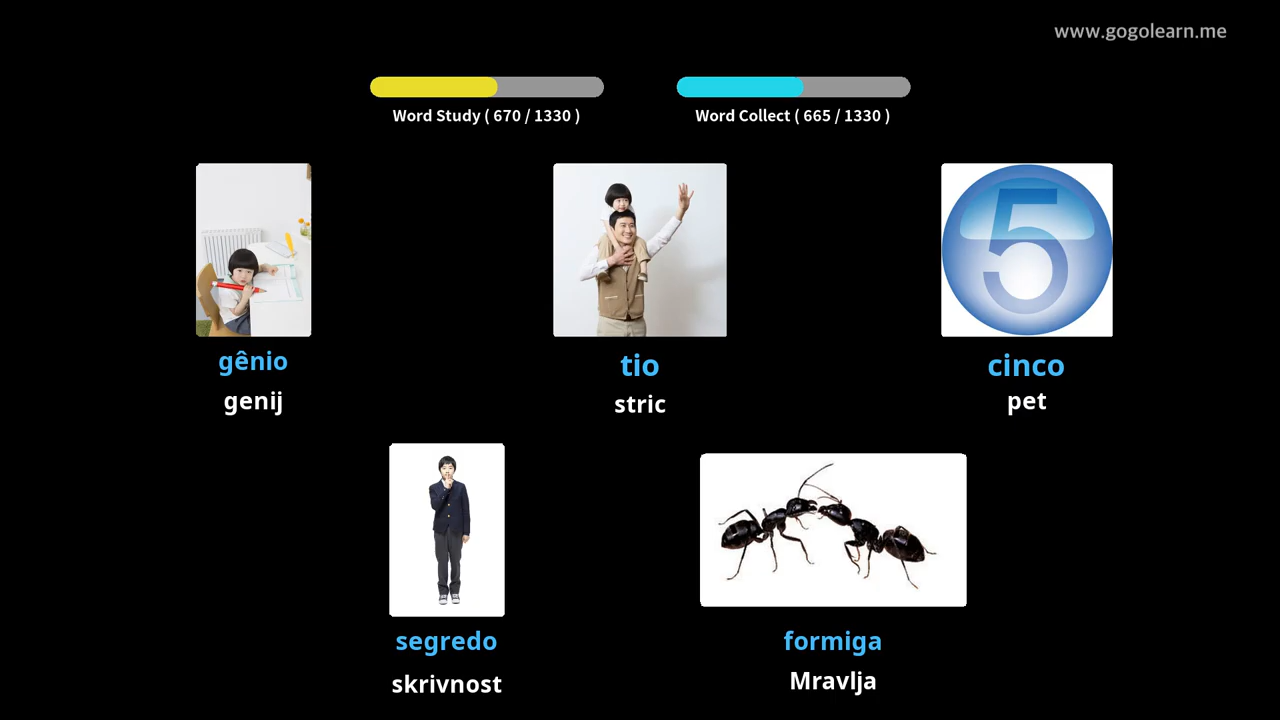 www.gogolearn.me
Word Study ( 670 / 1330 )
Word Collect ( 665 / 1330 )
5
gênio
genij
tio
stric
cinco
pet
segredo
skrivnost
formiga
Mravlja